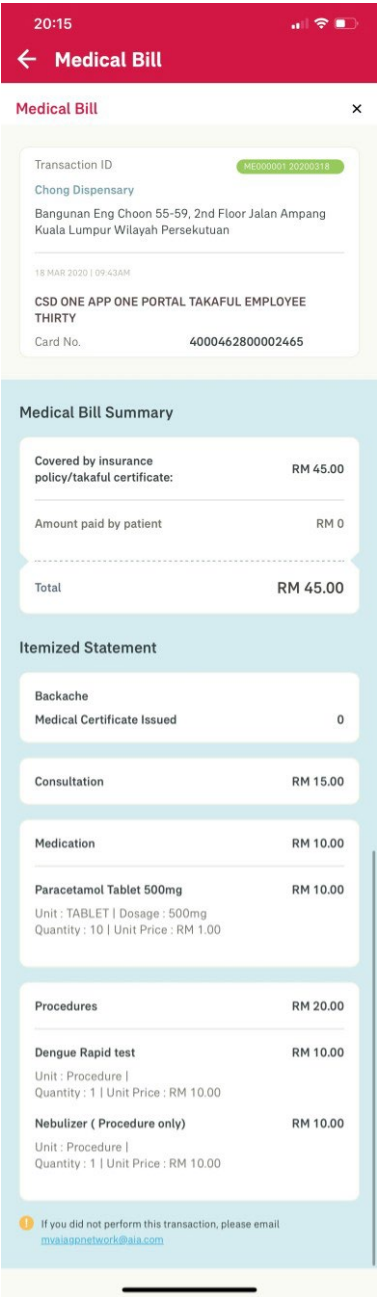 20:15
Medical Bill
Medical Bill
×
Transaction ID ME000001 20200318
Chong Dispensary
Bangunan Eng Choon 55-59, 2nd Floor Jalan Ampang
Kuala Lumpur Wilayah Persekutuan
18 MAR 2020 | 09:43AM
CSD ONE APP ONE PORTAL TAKAFUL EMPLOYEE
THIRTY
Card No. 4000462800002465
Medical Bill Summary
Covered by insurance
policy/takaful certificate: RM 45.00
Amount paid by patient RM 0
Total RM 45.00
Itemized Statement
Backache
Medical Certificate Issued 0
Consultation RM 15.00
Medication RM 10.00
Paracetamol Tablet 500mg RM 10.00
Unit : TABLET | Dosage : 500mg
Quantity : 10 | Unit Price : RM 1.00
Procedures RM 20.00
Dengue Rapid test RM 10.00
Unit : Procedure |
Quantity : 1 | Unit Price : RM 10.00
Nebulizer ( Procedure only) RM 10.00
Unit : Procedure |
Quantity : 1 | Unit Price : RM 10.00
If you did not perform this transaction, please email
myaiagpnetwork@aia.com